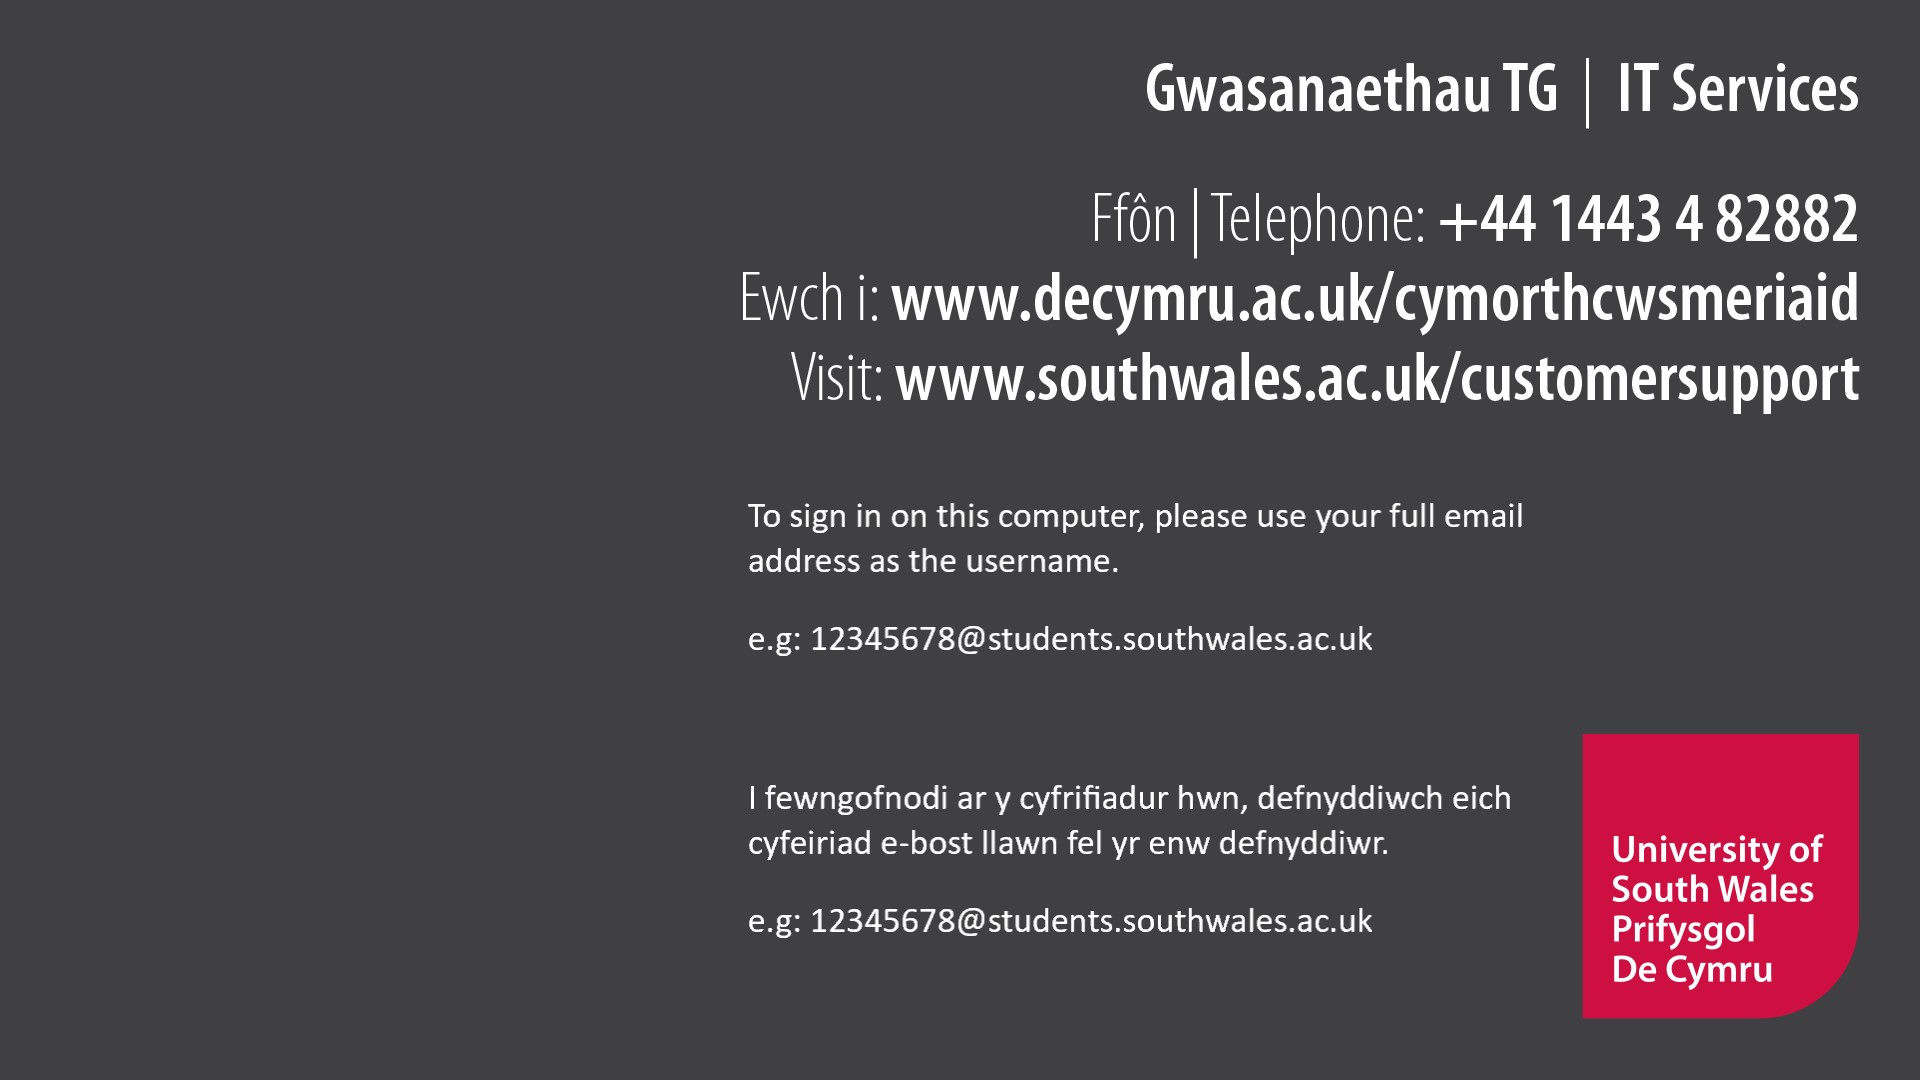 Gwasanaethau TG | IT Services
Ffôn | Telephone: +44 1443 4 82882
Ewch i: www.decymru.ac.uk/cymorthcwsmeriaid
Visit: www.southwales.ac.uk/customersupport
To sign in on this computer, please use your full email
address as the username.
e.g: 12345678@students.southwales.ac.uk
I fewngofnodi ar y cyfrifiadur hwn, defnyddiwch eich
cyfeiriad e-bost llawn fel yr enw defnyddiwr.
e.g: 12345678@students.southwales.ac.uk
University of
South Wales
Prifysgol
De Cymru